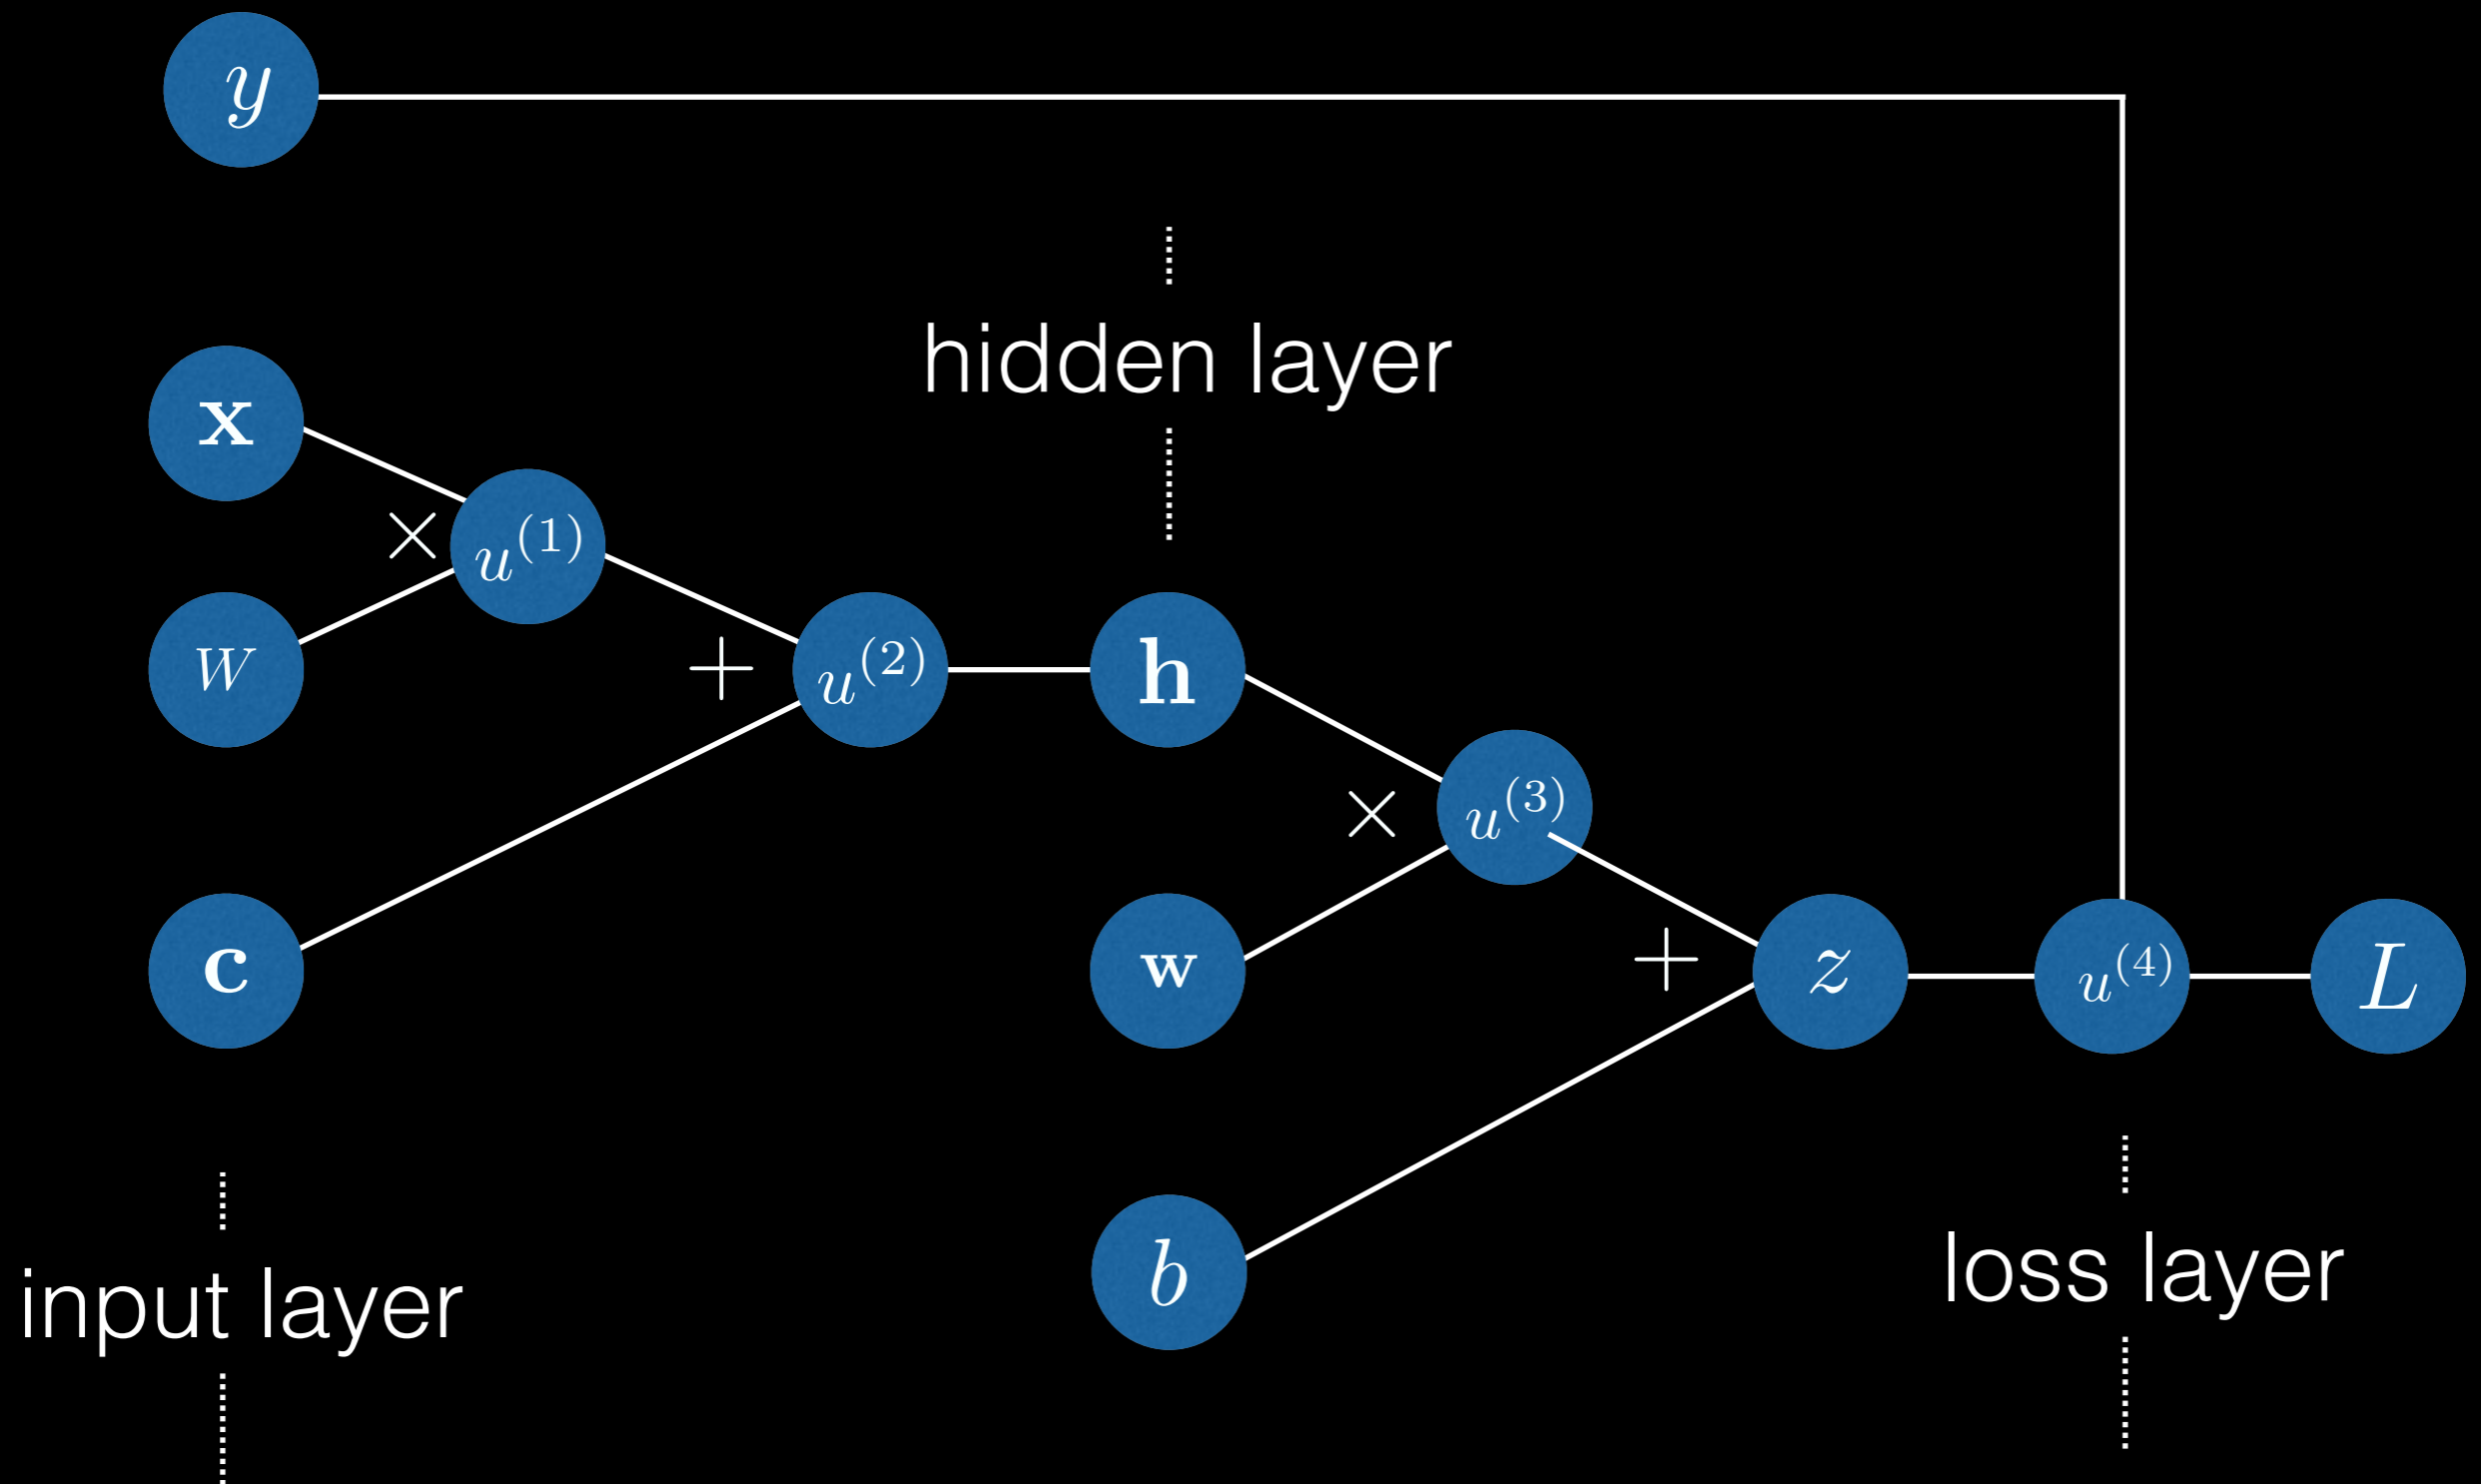 y
hidden layer
x
×
u^{(1)}
W
+
u^{(2)}
h
×
u^{(3)}
c
w
+
z
u^{(4)}
L
b
input layer
loss layer